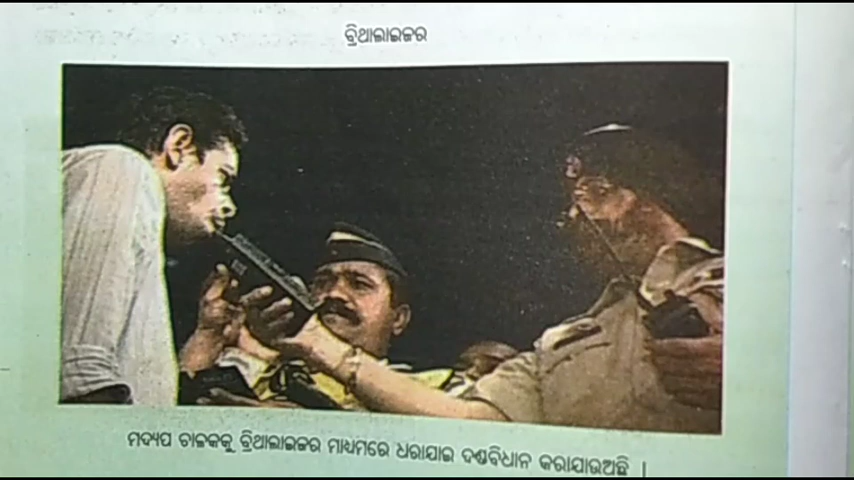 ବ୍ରିଥାଲାଇଜର
ମଦ୍ୟପ ଚାଳକକୁ ବ୍ରିଥାଲାଇଜର ମାଧ୍ୟମରେ ଧରାଯାଇ ଦଣ୍ଡବିଧାନ କରାଯାଉଅଛି ।